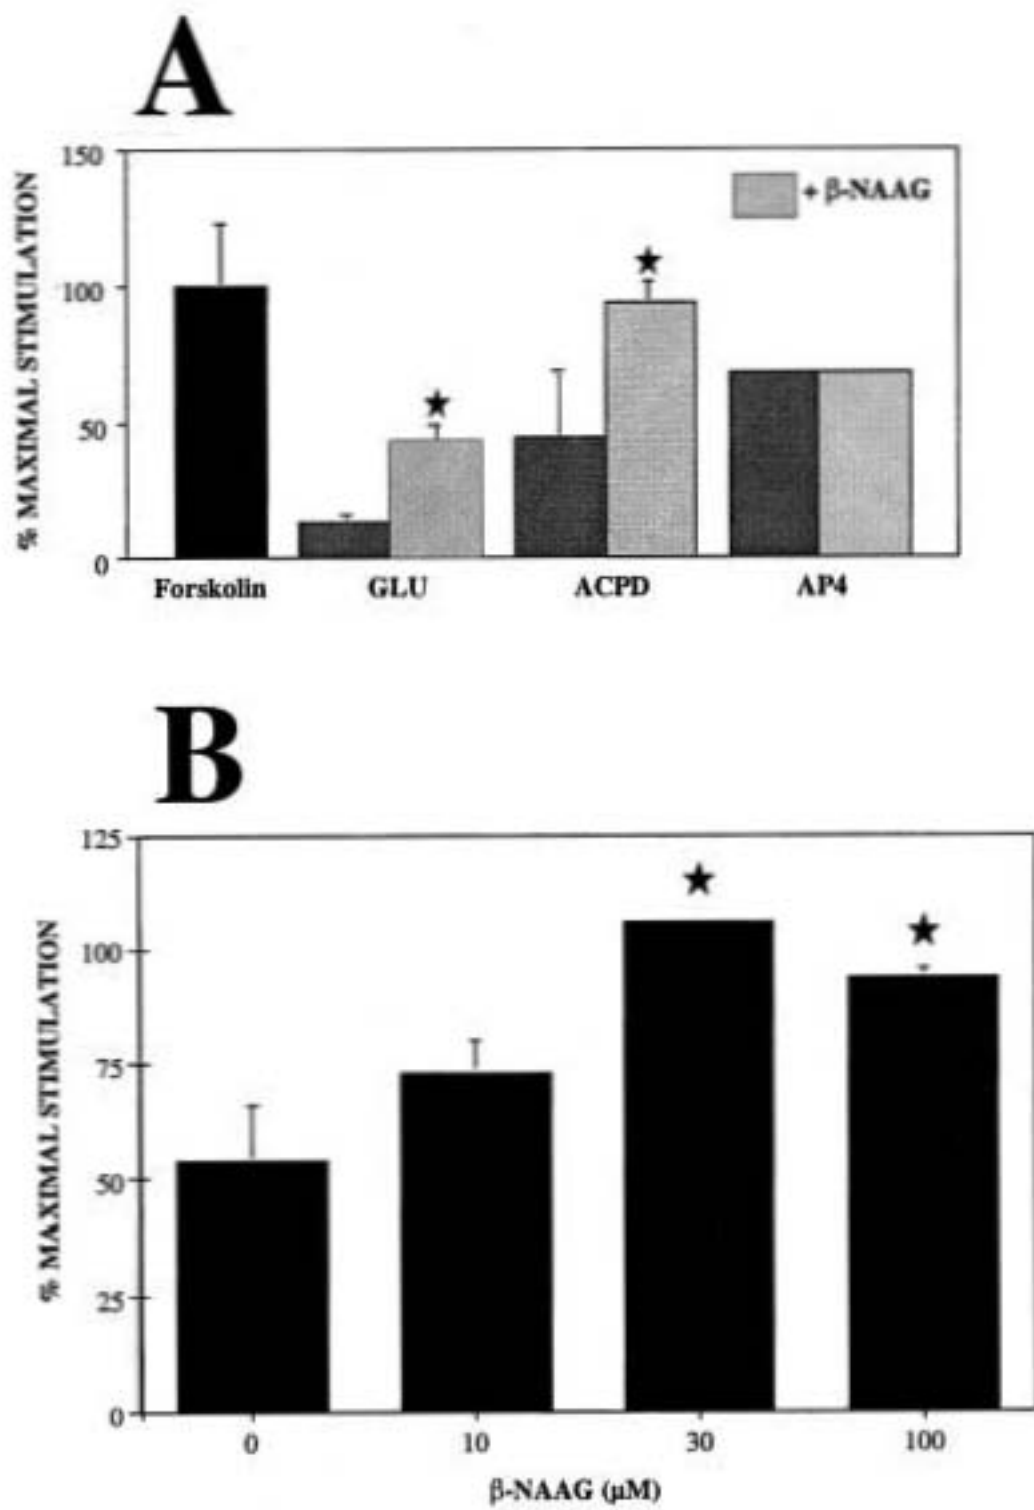 A
% MAXIMAL STIMULATION
150
100
50
0
+ β-NAAG
Forskolin GLU ACPD AP4
B
% MAXIMAL STIMULATION
125
100
75
50
25
0
0 10 30 100
β-NAAG (μM)